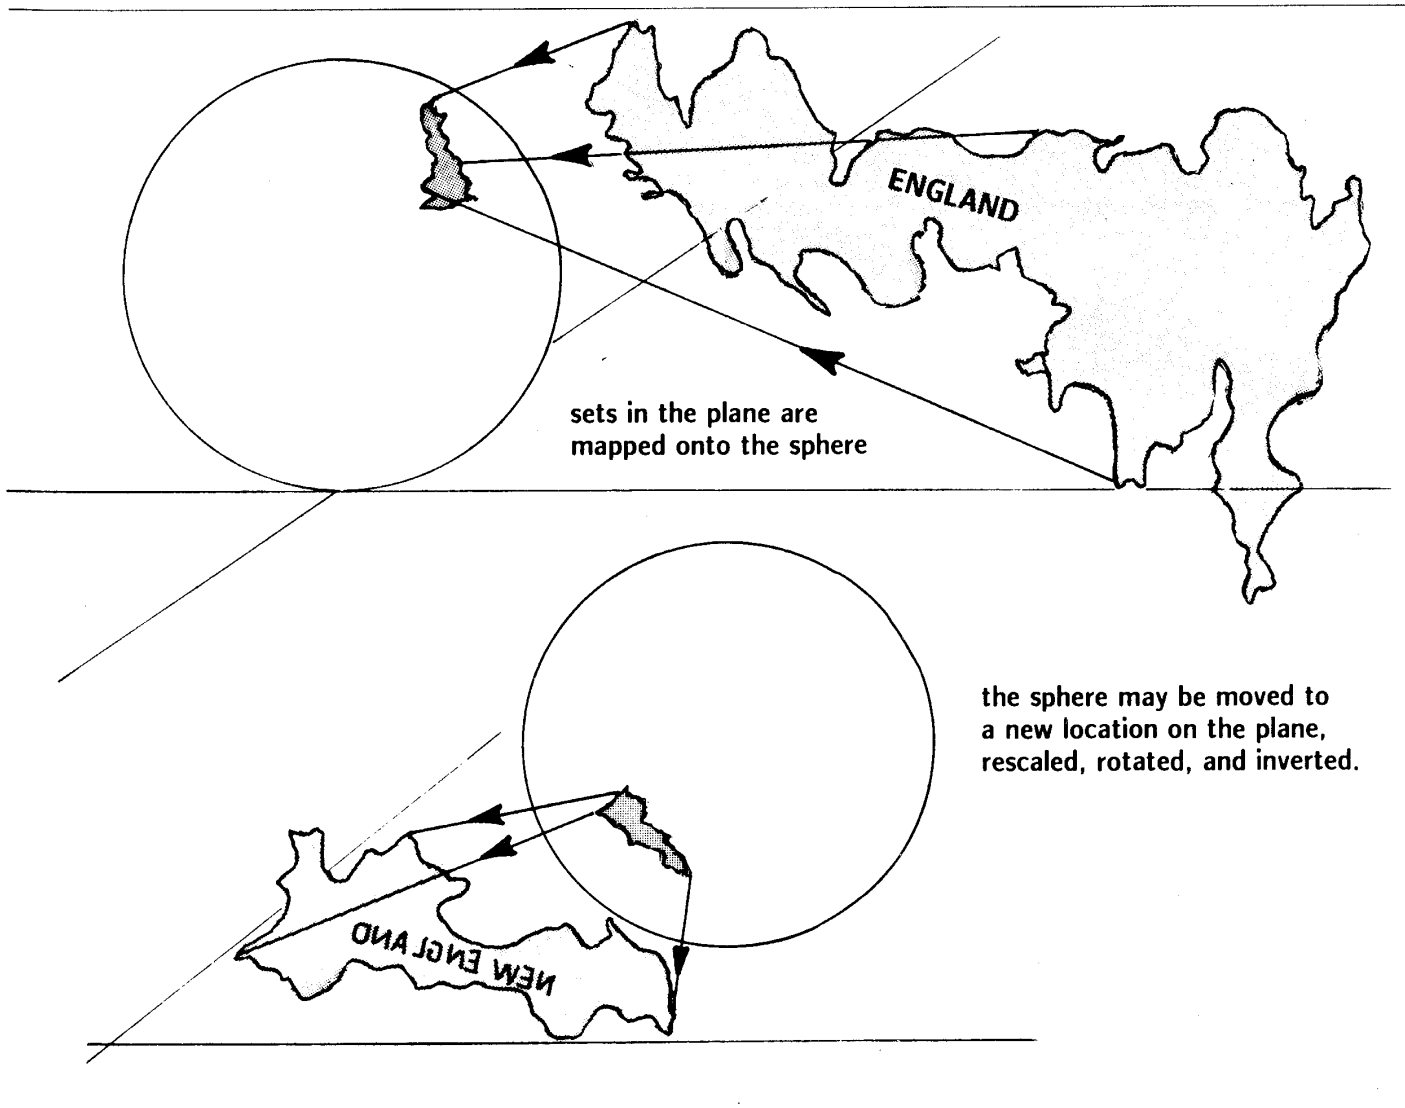 ENGLAND
sets in the plane are
mapped onto the sphere
the sphere may be moved to
a new location on the plane,
rescaled, rotated, and inverted.
NEW ENGLAND